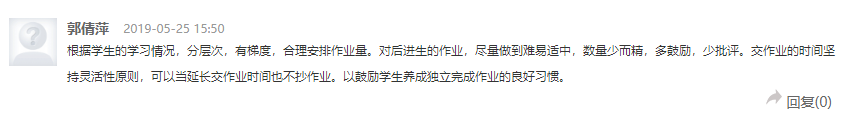 郭倩萍 2019-05-25 15:50
根据学生的学习情况，分层次，有梯度，合理安排作业量。对后进生的作业，尽量做到难易适中，数量少而精，多鼓励，少批评。交作业的时间坚
持灵活性原则，可以当延长交作业时间也不抄作业。以鼓励学生养成独立完成作业的良好习惯。
回复(0)